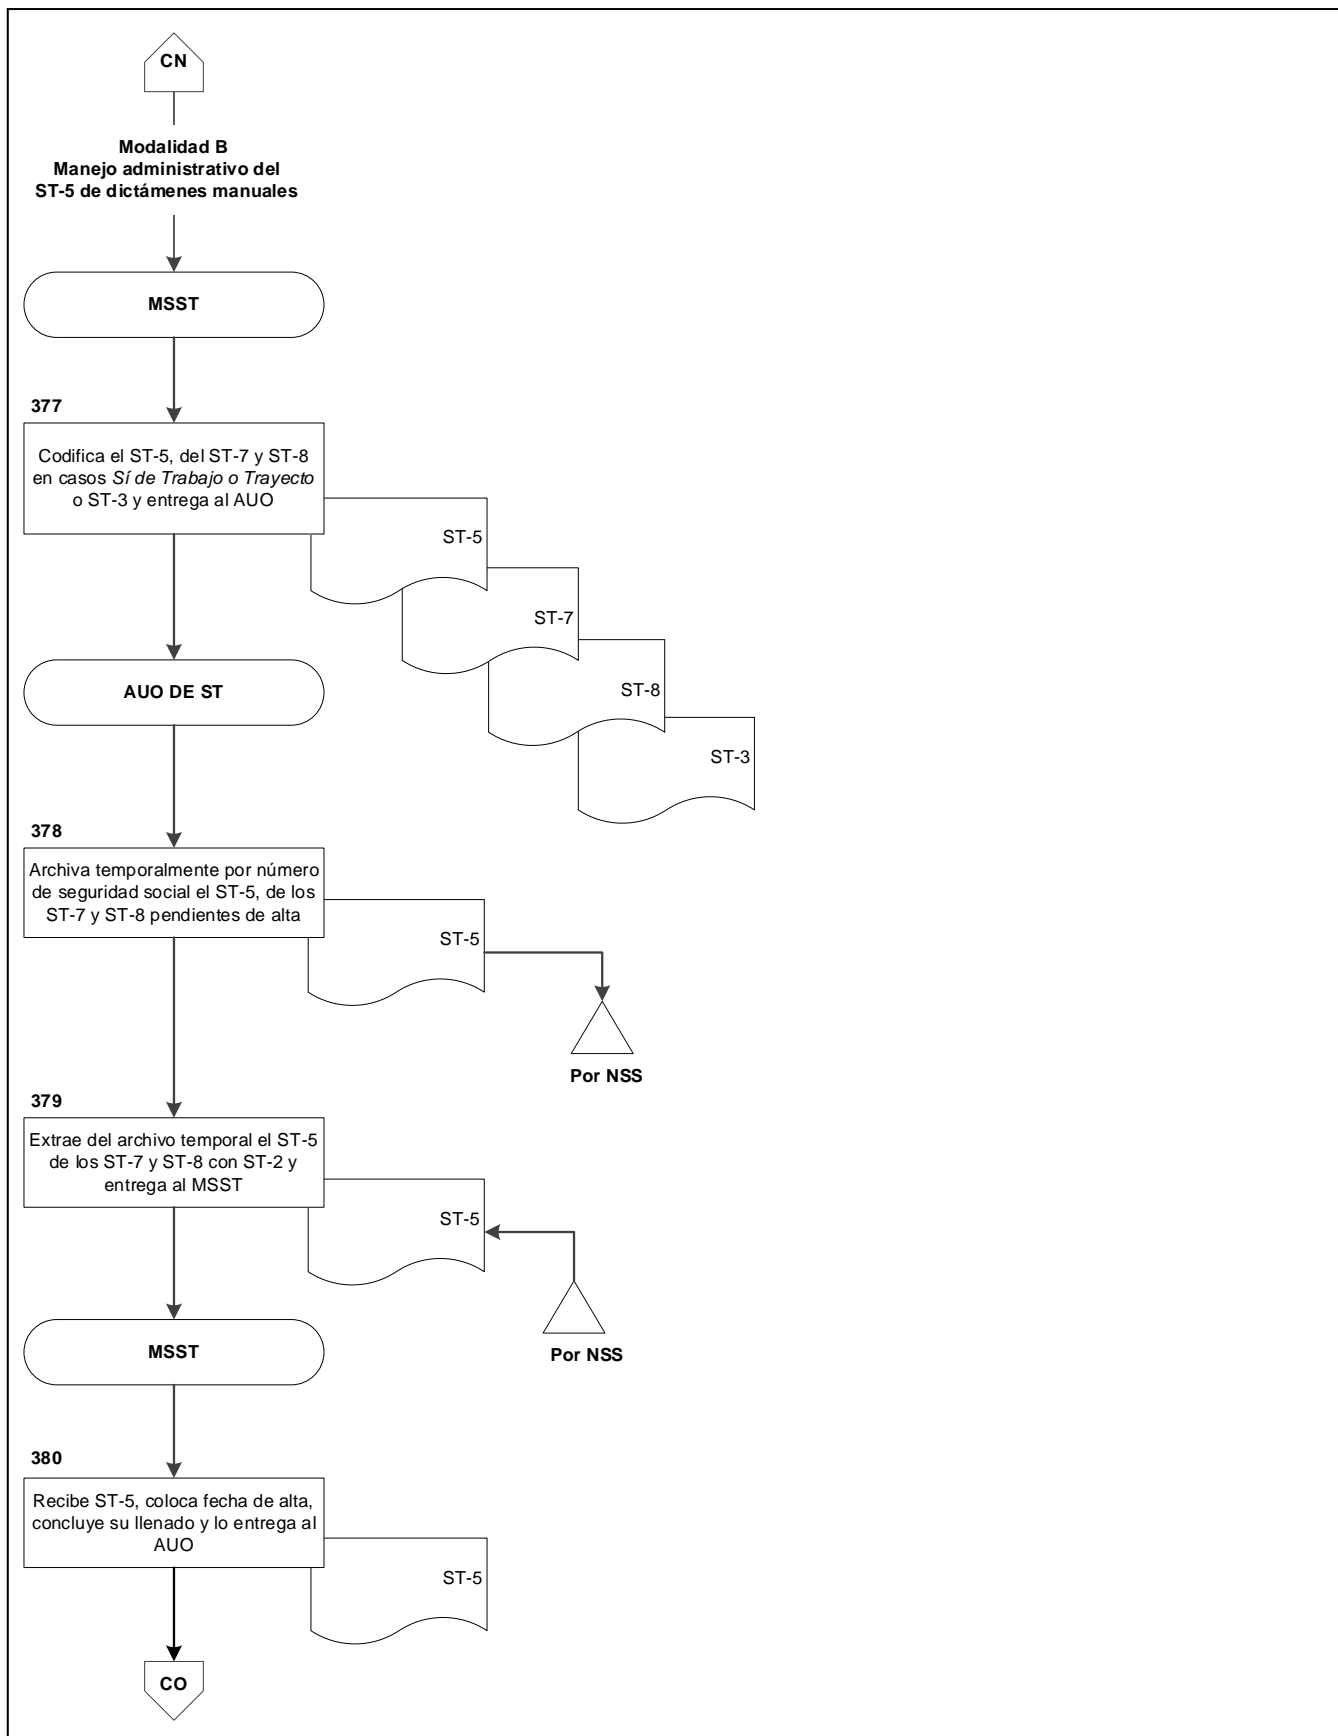 CN
Modalidad B
Manejo administrativo del
ST-5 de dictámenes manuales
MSST
377
Codifica el ST-5, del ST-7 y ST-8
en casos Sí de Trabajo o Trayecto
o ST-3 y entrega al AUO
ST-5
ST-7
ST-8
ST-3
AUO DE ST
378
Archiva temporalmente por número
de seguridad social el ST-5, de los
ST-7 y ST-8 pendientes de alta
ST-5
Por NSS
379
Extrae del archivo temporal el ST-5
de los ST-7 y ST-8 con ST-2 y
entrega al MSST
ST-5
Por NSS
MSST
380
Recibe ST-5, coloca fecha de alta,
concluye su llenado y lo entrega al
AUO
ST-5
CO